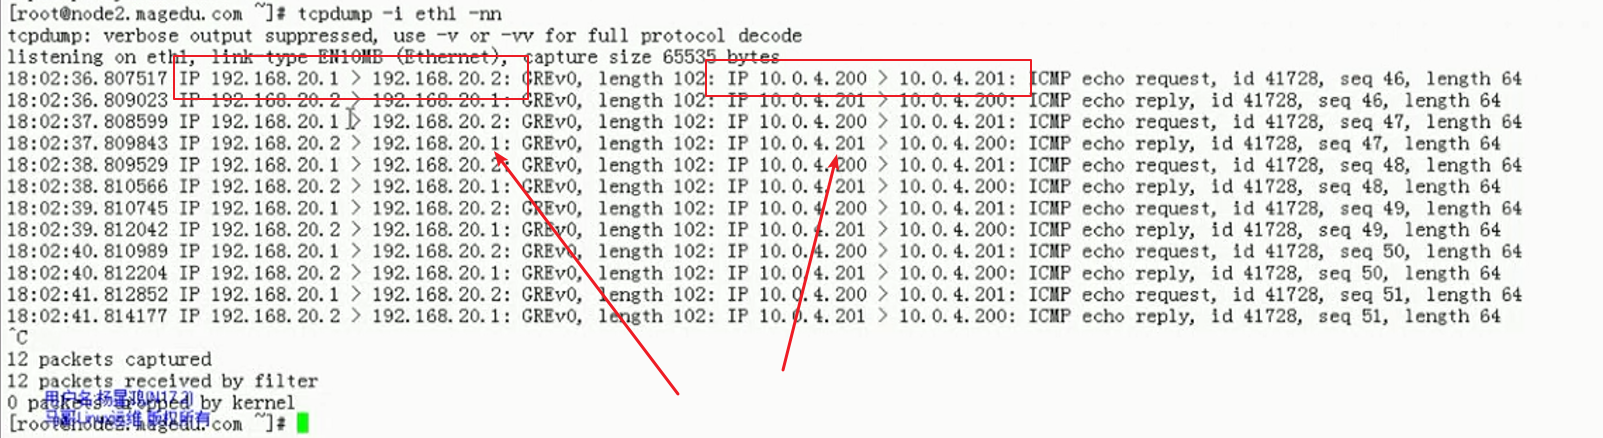 [root@node2.magedu.com ~]# tcpdump -i eth1 -nn
tcpdump: verbose output suppressed, use -v or -vv for full protocol decode
listening on eth1, link-type EN10MB (Ethernet), capture size 65535 bytes
18:02:36.807517 IP 192.168.20.1 > 192.168.20.2: GREv0, length 102: IP 10.0.4.200 > 10.0.4.201: ICMP echo request, id 41728, seq 46, length 64
18:02:36.809023 IP 192.168.20.2 > 192.168.20.1: GREv0, length 102: IP 10.0.4.201 > 10.0.4.200: ICMP echo reply, id 41728, seq 46, length 64
18:02:37.808599 IP 192.168.20.1 > 192.168.20.2: GREv0, length 102: IP 10.0.4.200 > 10.0.4.201: ICMP echo request, id 41728, seq 47, length 64
18:02:37.809843 IP 192.168.20.2 > 192.168.20.1: GREv0, length 102: IP 10.0.4.201 > 10.0.4.200: ICMP echo reply, id 41728, seq 47, length 64
18:02:38.809529 IP 192.168.20.1 > 192.168.20.2: GREv0, length 102: IP 10.0.4.200 > 10.0.4.201: ICMP echo request, id 41728, seq 48, length 64
18:02:38.810566 IP 192.168.20.2 > 192.168.20.1: GREv0, length 102: IP 10.0.4.201 > 10.0.4.200: ICMP echo reply, id 41728, seq 48, length 64
18:02:39.810745 IP 192.168.20.1 > 192.168.20.2: GREv0, length 102: IP 10.0.4.200 > 10.0.4.201: ICMP echo request, id 41728, seq 49, length 64
18:02:39.812042 IP 192.168.20.2 > 192.168.20.1: GREv0, length 102: IP 10.0.4.201 > 10.0.4.200: ICMP echo reply, id 41728, seq 49, length 64
18:02:40.810989 IP 192.168.20.1 > 192.168.20.2: GREv0, length 102: IP 10.0.4.200 > 10.0.4.201: ICMP echo request, id 41728, seq 50, length 64
18:02:40.812204 IP 192.168.20.2 > 192.168.20.1: GREv0, length 102: IP 10.0.4.201 > 10.0.4.200: ICMP echo reply, id 41728, seq 50, length 64
18:02:41.812852 IP 192.168.20.1 > 192.168.20.2: GREv0, length 102: IP 10.0.4.200 > 10.0.4.201: ICMP echo request, id 41728, seq 51, length 64
18:02:41.814177 IP 192.168.20.2 > 192.168.20.1: GREv0, length 102: IP 10.0.4.201 > 10.0.4.200: ICMP echo reply, id 41728, seq 51, length 64
^C
12 packets captured
12 packets received by filter
用户名:杨
0 packets dropped by kernel
马哥Linux运维 版权所有
[root@node2.magedu.com ~]#